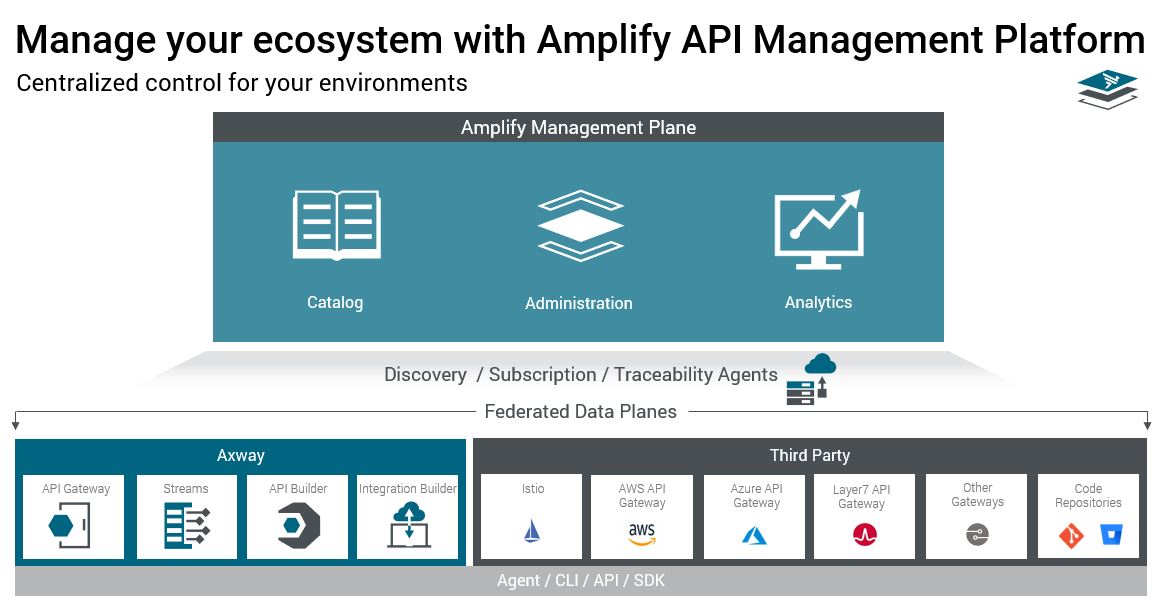 Manage your ecosystem with Amplify API Management Platform
Centralized control for your environments
Amplify Management Plane
Catalog
Administration
Analytics
Discovery / Subscription / Traceability Agents
Federated Data Planes
Axway
API Gateway
Streams
API Builder
Integration Builder
Third Party
Istio
AWS API
Gateway
aws
Azure API
Gateway
Layer7 API
Gateway
Other
Gateways
Code
Repositories
Agent / CLI / API / SDK